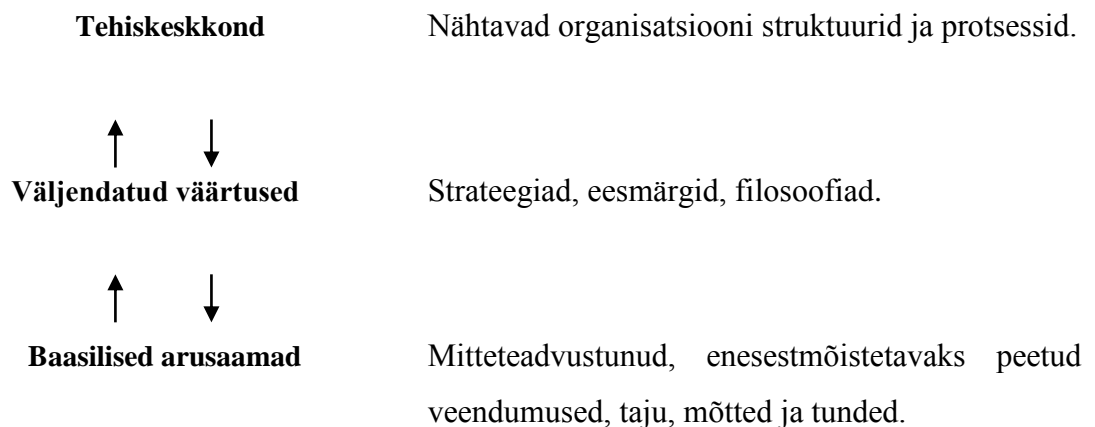 Tehiskeskkond Nähtavad organisatsiooni struktuurid ja protsessid.
Väljendatud väärtused Strateegiad, eesmärgid, filosoofiad.
Baasilised arusaamad Mitteteadvustunud, enesestmõistetavaks peetud
veendumused, taju, mõtted ja tunded.